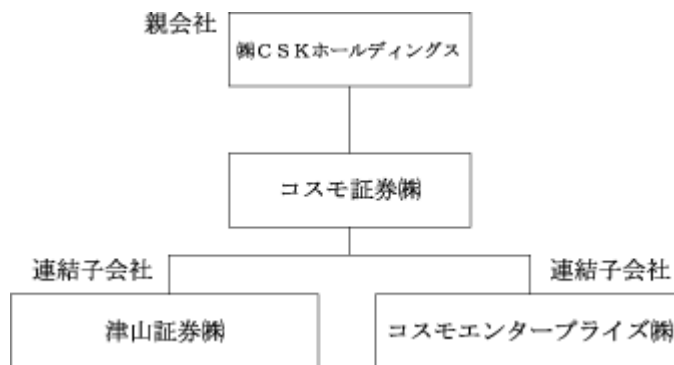 親会社
㈱ＣＳＫホールディングス
コスモ証券㈱
連結子会社
連結子会社
津山証券㈱
コスモエンタープライズ㈱